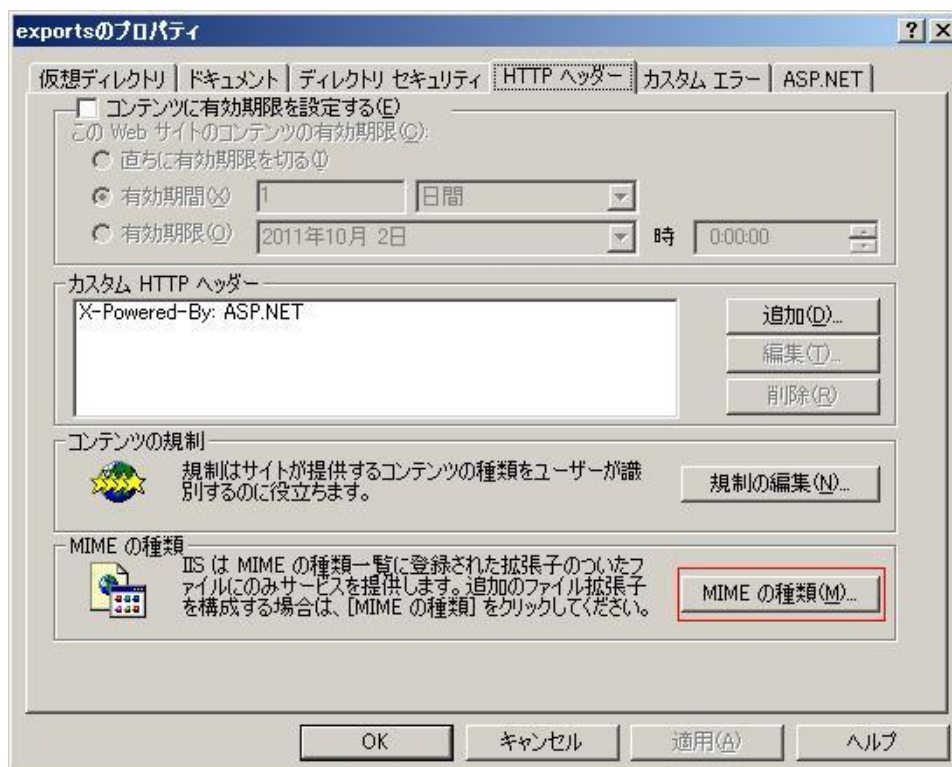 exportsのプロパティ
仮想ディレクトリ ドキュメント ディレクトリ セキュリティ HTTP ヘッダー カスタム エラー ASP.NET
コンテンツに有効期限を設定する(E)
この Web サイトのコンテンツの有効期限(C):
直ちに有効期限を切る(I)
有効期間(X) 1 日間
有効期限(O) 2011年10月 2日 時 0:00:00
カスタム HTTP ヘッダー
X-Powered-By: ASP.NET
追加(D)...
編集(T)...
削除(R)
コンテンツの規制
規制はサイトが提供するコンテンツの種類をユーザーが識
別するのに役立ちます。
規制の編集(N)...
MIME の種類
IIS は MIME の種類一覧に登録された拡張子のついたフ
ァイルにのみサービスを提供します。追加のファイル拡張子
を構成する場合は、[MIME の種類] をクリックしてください。
MIME の種類(M)...
OK キャンセル 適用(A) ヘルプ